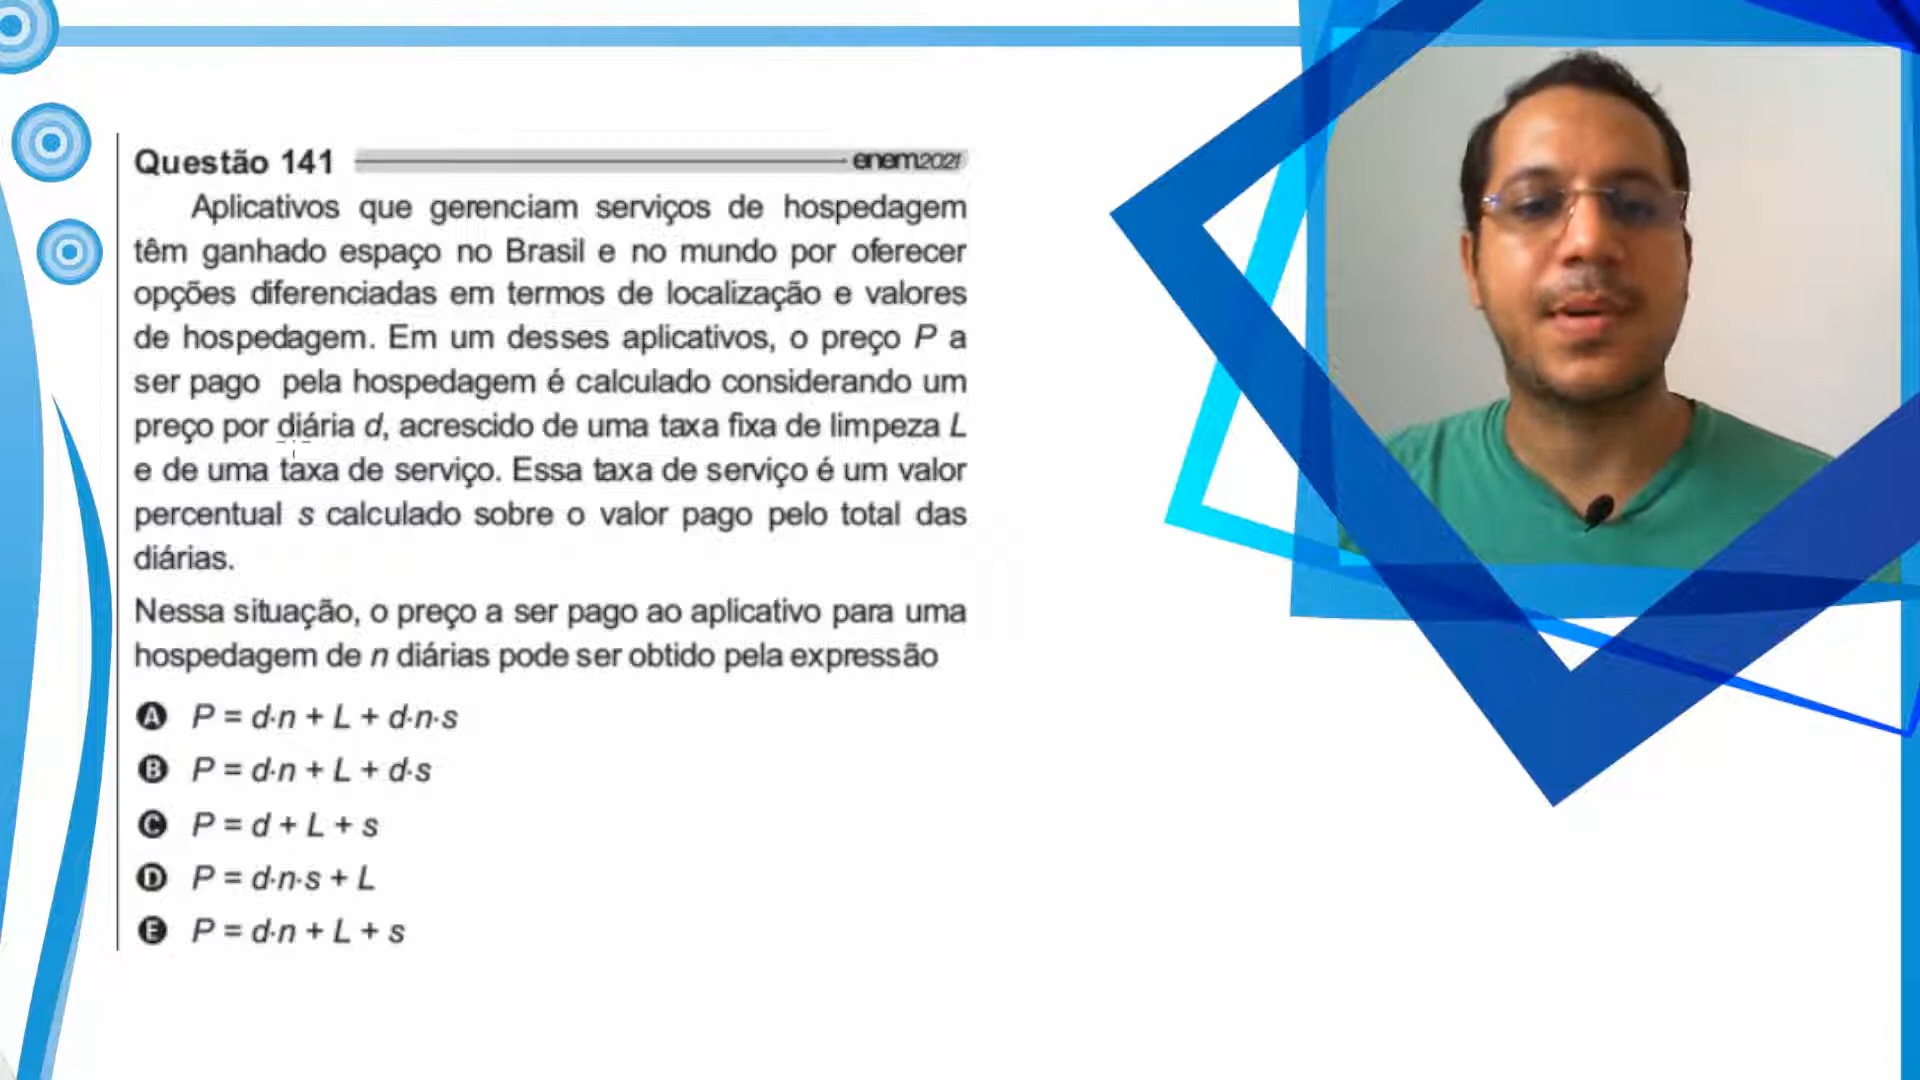 Questão 141 enem2021
Aplicativos que gerenciam serviços de hospedagem
têm ganhado espaço no Brasil e no mundo por oferecer
opções diferenciadas em termos de localização e valores
de hospedagem. Em um desses aplicativos, o preço P a
ser pago pela hospedagem é calculado considerando um
preço por diária d, acrescido de uma taxa fixa de limpeza L
e de uma taxa de serviço. Essa taxa de serviço é um valor
percentual s calculado sobre o valor pago pelo total das
diárias.
Nessa situação, o preço a ser pago ao aplicativo para uma
hospedagem de n diárias pode ser obtido pela expressão
A P = d·n + L + d·n·s
B P = d·n + L + d·s
C P = d + L + s
D P = d·n·s + L
E P = d·n + L + s